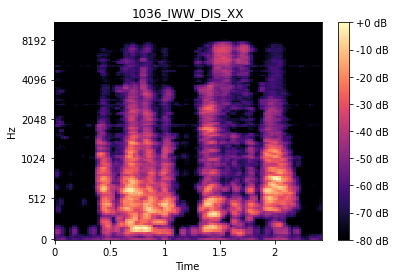 1036_IWW_DIS_XX
+0 dB
8192
-10 dB
4096
-20 dB
-30 dB
2048
Hz
-40 dB
1024
-50 dB
512
-60 dB
-70 dB
0
-80 dB
0 0.5 1 1.5 2
Time